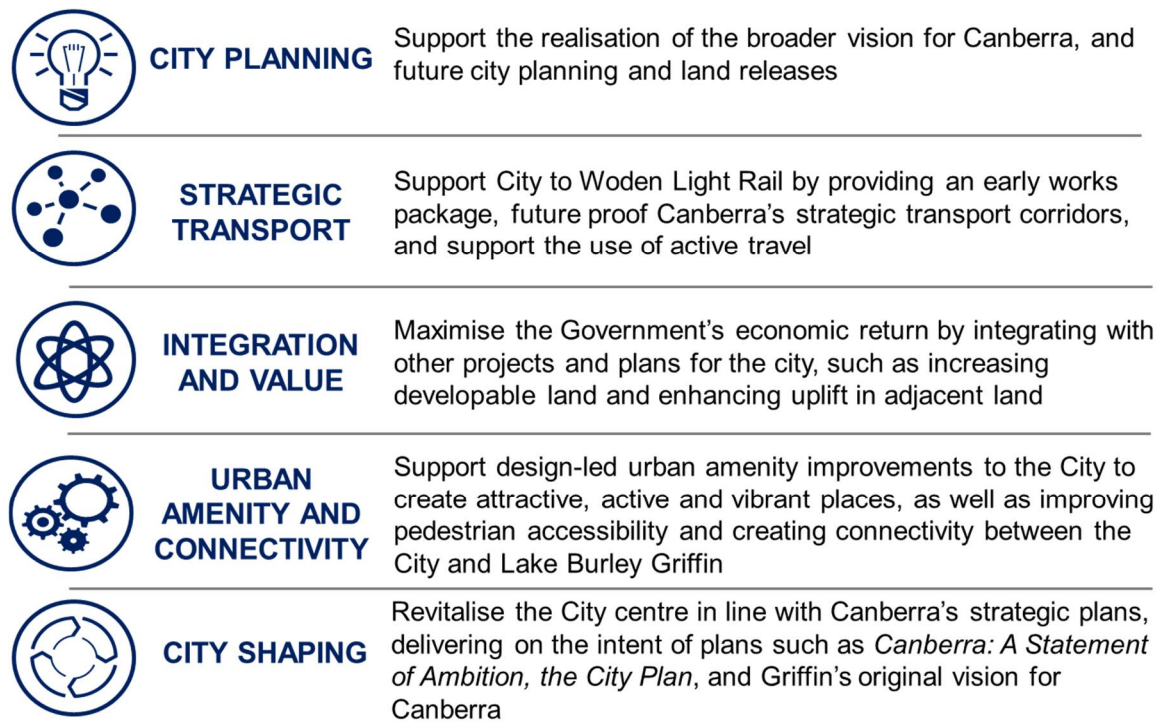 CITY PLANNING
Support the realisation of the broader vision for Canberra, and
future city planning and land releases
STRATEGIC
TRANSPORT
Support City to Woden Light Rail by providing an early works
package, future proof Canberra’s strategic transport corridors,
and support the use of active travel
INTEGRATION
AND VALUE
Maximise the Government’s economic return by integrating with
other projects and plans for the city, such as increasing
developable land and enhancing uplift in adjacent land
URBAN
AMENITY AND
CONNECTIVITY
Support design-led urban amenity improvements to the City to
create attractive, active and vibrant places, as well as improving
pedestrian accessibility and creating connectivity between the
City and Lake Burley Griffin
CITY SHAPING
Revitalise the City centre in line with Canberra’s strategic plans,
delivering on the intent of plans such as Canberra: A Statement
of Ambition, the City Plan, and Griffin’s original vision for
Canberra